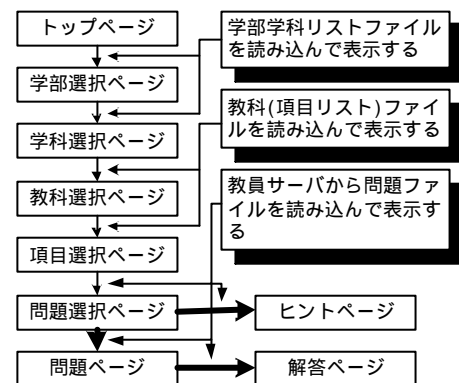 トップページ
学部選択ページ
学科選択ページ
教科選択ページ
項目選択ページ
問題選択ページ
問題ページ
学部学科リストファイル
を読み込んで表示する
教科(項目リスト)ファイ
ルを読み込んで表示する
教員サーバから問題ファ
イルを読み込んで表示す
る
ヒントページ
解答ページ